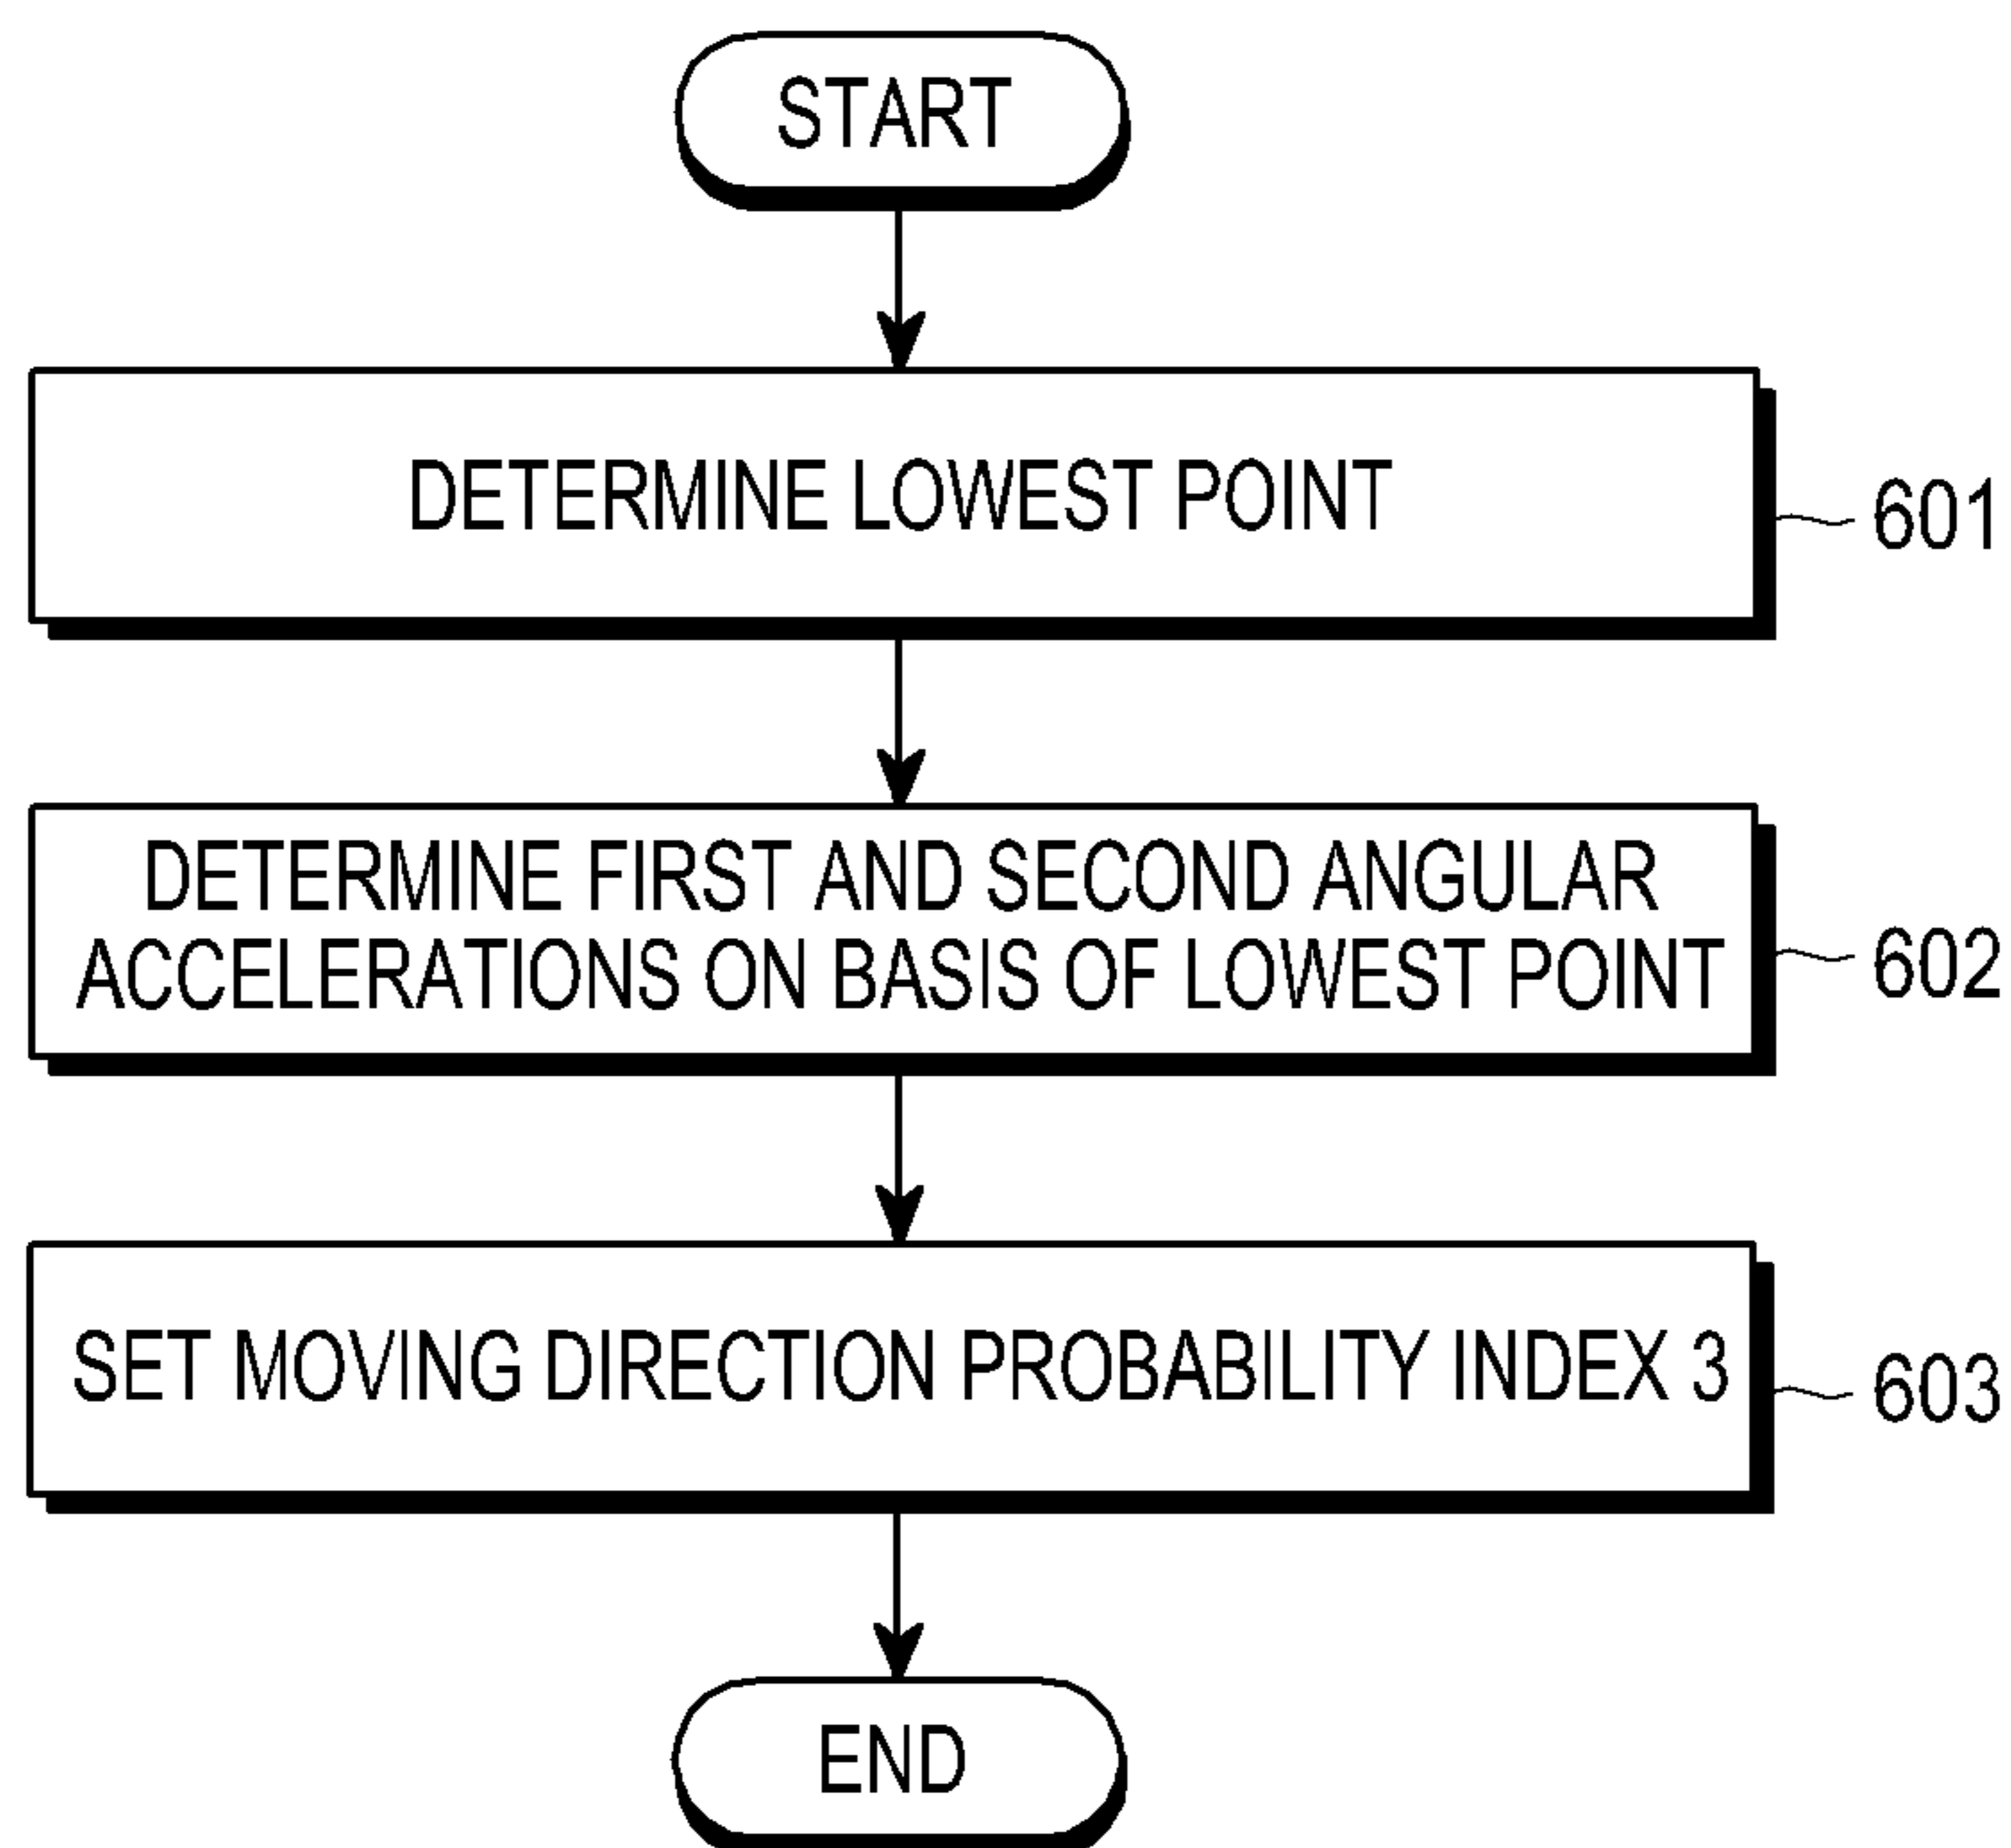 START
DETERMINE LOWEST POINT
601
DETERMINE FIRST AND SECOND ANGULAR
ACCELERATIONS ON BASIS OF LOWEST POINT
602
SET MOVING DIRECTION PROBABILITY INDEX 3
603
END